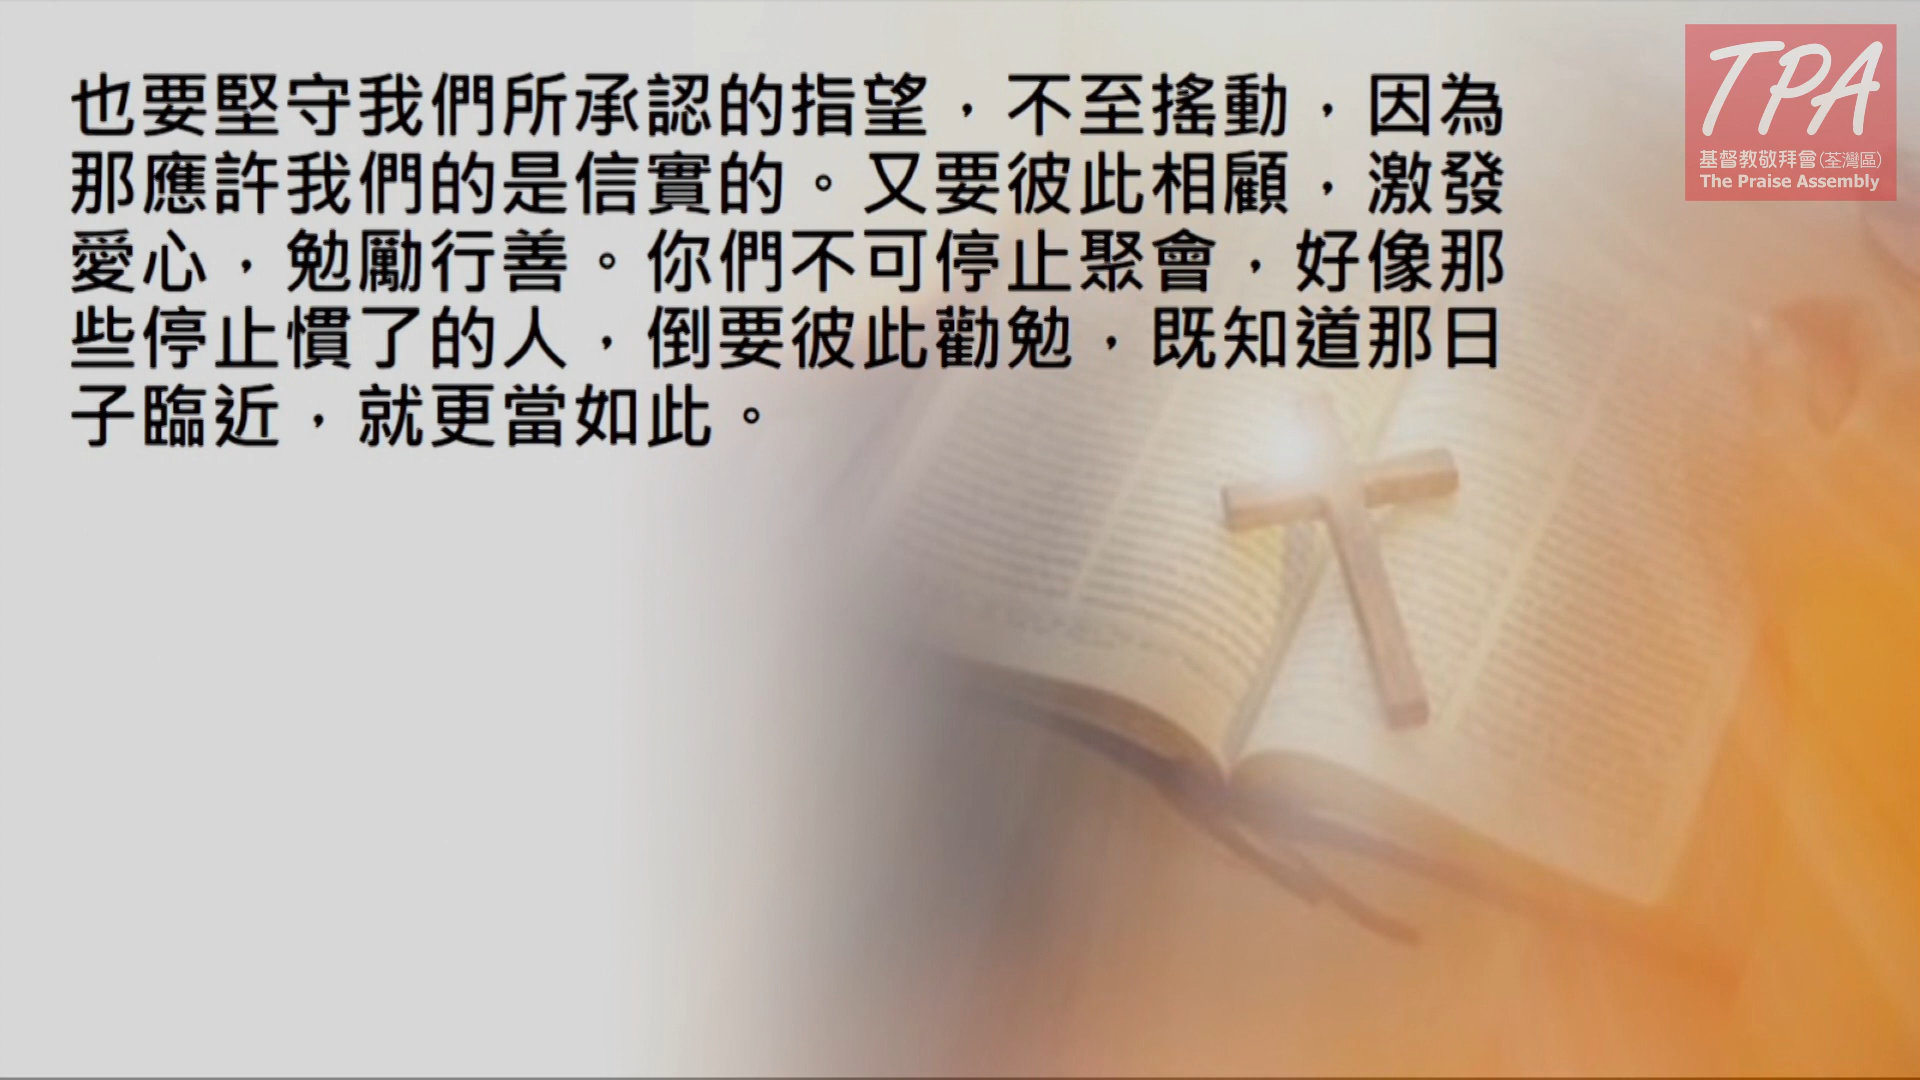 也要堅守我們所承認的指望，不至搖動，因為
那應許我們的是信實的。又要彼此相顧，激發
愛心，勉勵行善。你們不可停止聚會，好像那
些停止慣了的人，倒要彼此勸勉，既知道那日
子臨近，就更當如此。
TPA
基督教敬拜會(荃灣區)
The Praise Assembly